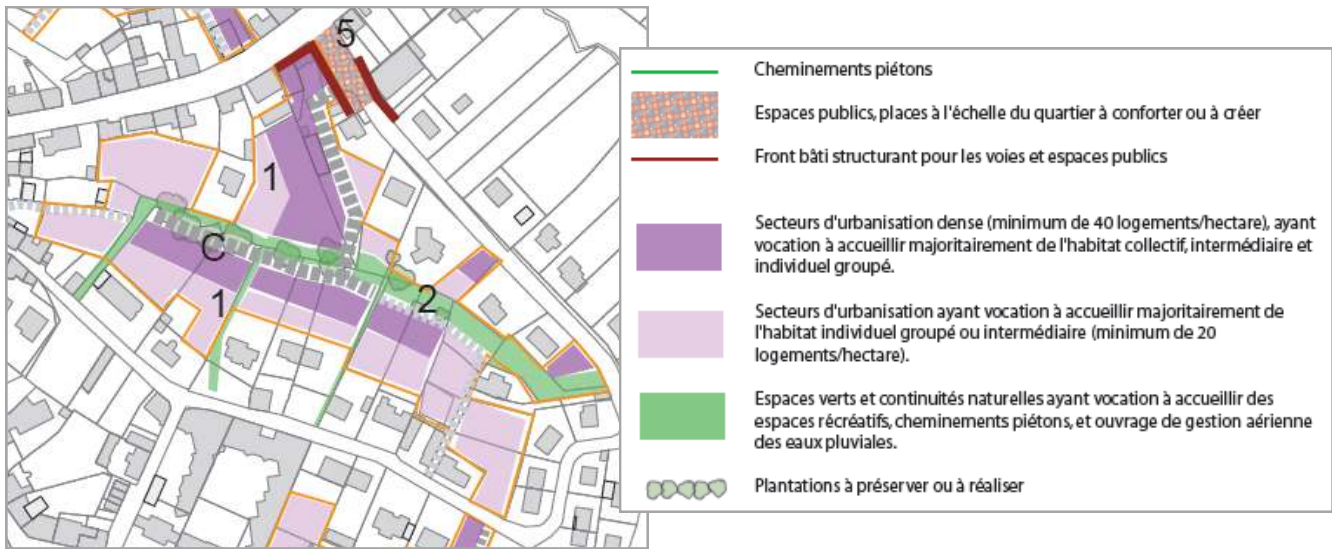 5
1
C
1
2
Cheminements piétons
Espaces publics, places à l'échelle du quartier à conforter ou à créer
Front bâti structurant pour les voies et espaces publics
Secteurs d'urbanisation dense (minimum de 40 logements/hectare), ayant
vocation à accueillir majoritairement de l'habitat collectif, intermédiaire et
individuel groupé.
Secteurs d'urbanisation ayant vocation à accueillir majoritairement de
l'habitat individuel groupé ou intermédiaire (minimum de 20
logements/hectare).
Espaces verts et continuités naturelles ayant vocation à accueillir des
espaces récréatifs, cheminements piétons, et ouvrage de gestion aérienne
des eaux pluviales.
Plantations à préserver ou à réaliser